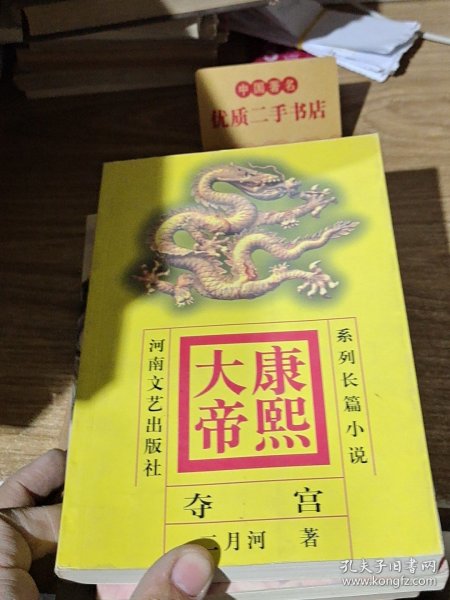 中国著名
优质二手书店
系列长篇小说
康熙
大帝
河南文艺出版社
夺宫
二月河 著
孔夫子旧书网
www.kongfz.com